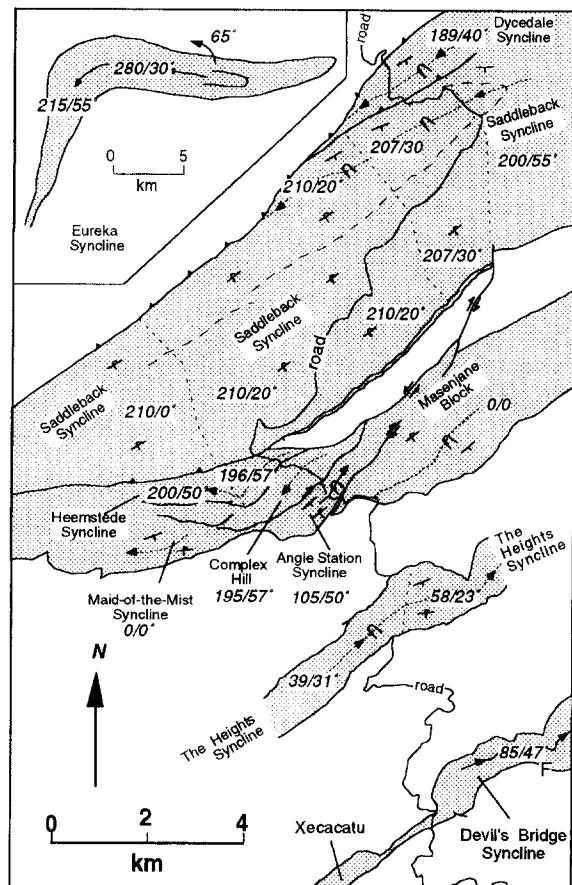 65°
280/30°
215/55°
0 5
km
Eureka
Syncline
road
Dycedale
Syncline
189/40°
Saddleback
Syncline
207/30
200/55°
210/20°
207/30°
Saddleback
Syncline
210/20°
road
Masenjane
Block
0/0
Saddleback
Syncline
210/0°
210/20°
196/57°
200/50°
Heemstede
Syncline
Complex
Hill
195/57°
Angle Station
Syncline
105/50°
Maid-of-the-Mist
Syncline
0/0°
The
Heights
Syncline
58/23°
39/31°
The Heights
Syncline
road
N
85/47
F
Devil's Bridge
Syncline
Xecacatu
0 2 4
km